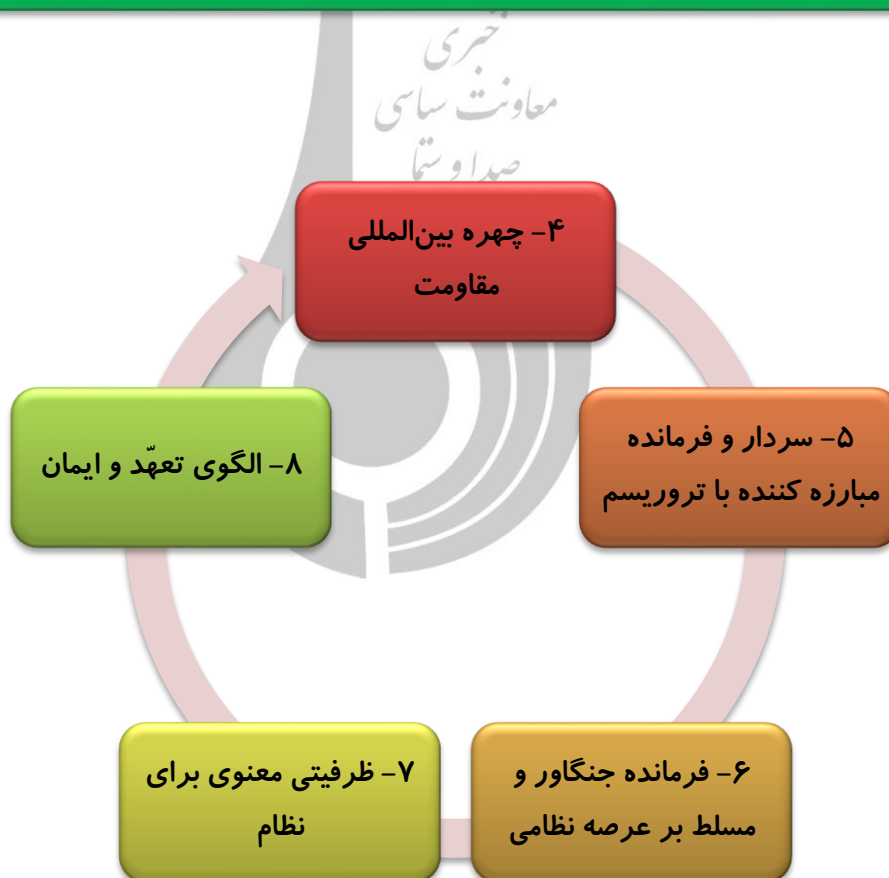 خبری
معاونت سیاسی
صدا و سیما
۴- چهره بین‌المللی
مقاومت
۵- سردار و فرمانده
مبارزه کننده با تروریسم
۶- فرمانده جنگاور و
مسلط بر عرصه نظامی
۷- ظرفیتی معنوی برای
نظام
۸- الگوی تعهّد و ایمان